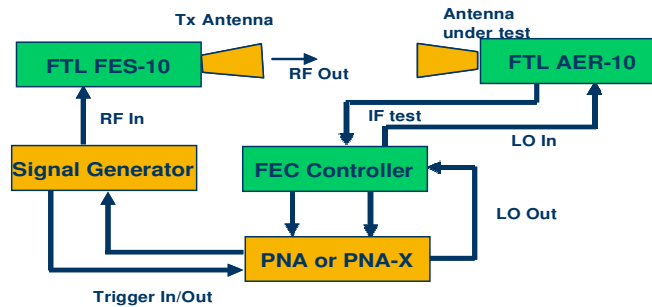 Tx Antenna
Antenna
under test
FTL FES-10
RF Out
FTL AER-10
RF In
IF test
LO In
Signal Generator
FEC Controller
LO Out
PNA or PNA-X
Trigger In/Out